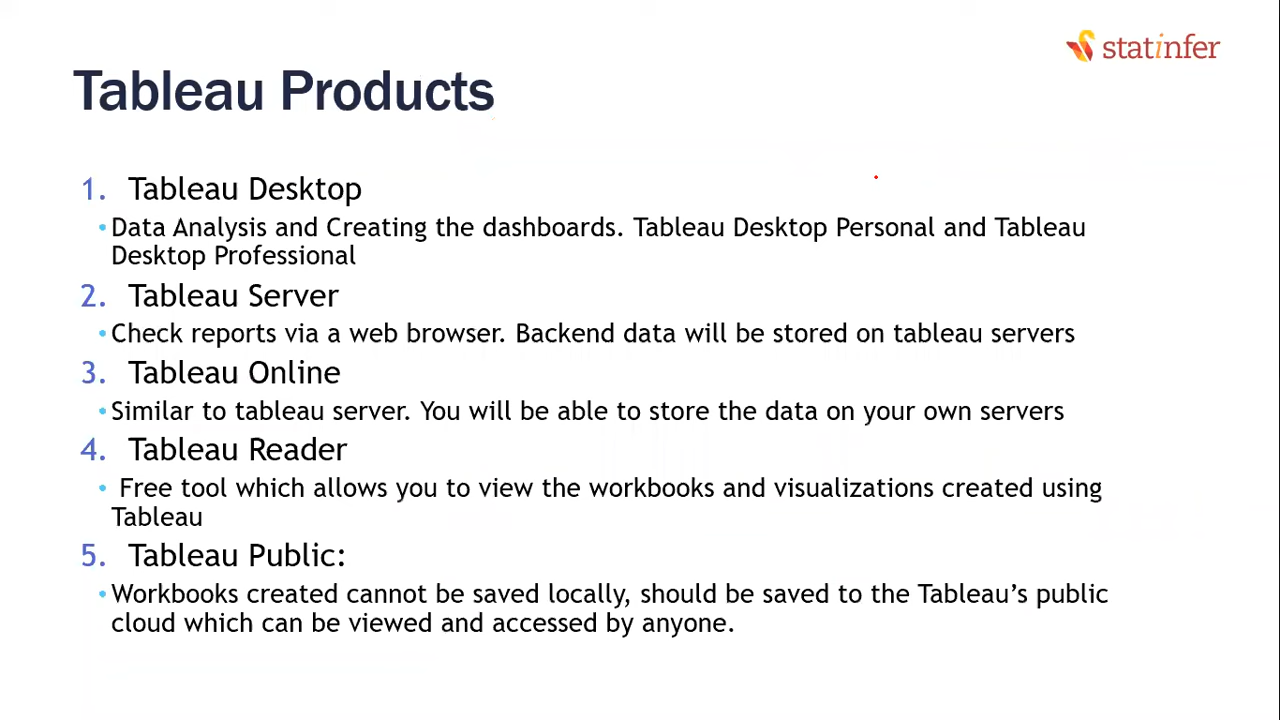 statinfer
Tableau Products
1. Tableau Desktop
• Data Analysis and Creating the dashboards. Tableau Desktop Personal and Tableau
Desktop Professional
2. Tableau Server
• Check reports via a web browser. Backend data will be stored on tableau servers
3. Tableau Online
• Similar to tableau server. You will be able to store the data on your own servers
4. Tableau Reader
• Free tool which allows you to view the workbooks and visualizations created using
Tableau
5. Tableau Public:
• Workbooks created cannot be saved locally, should be saved to the Tableau’s public
cloud which can be viewed and accessed by anyone.